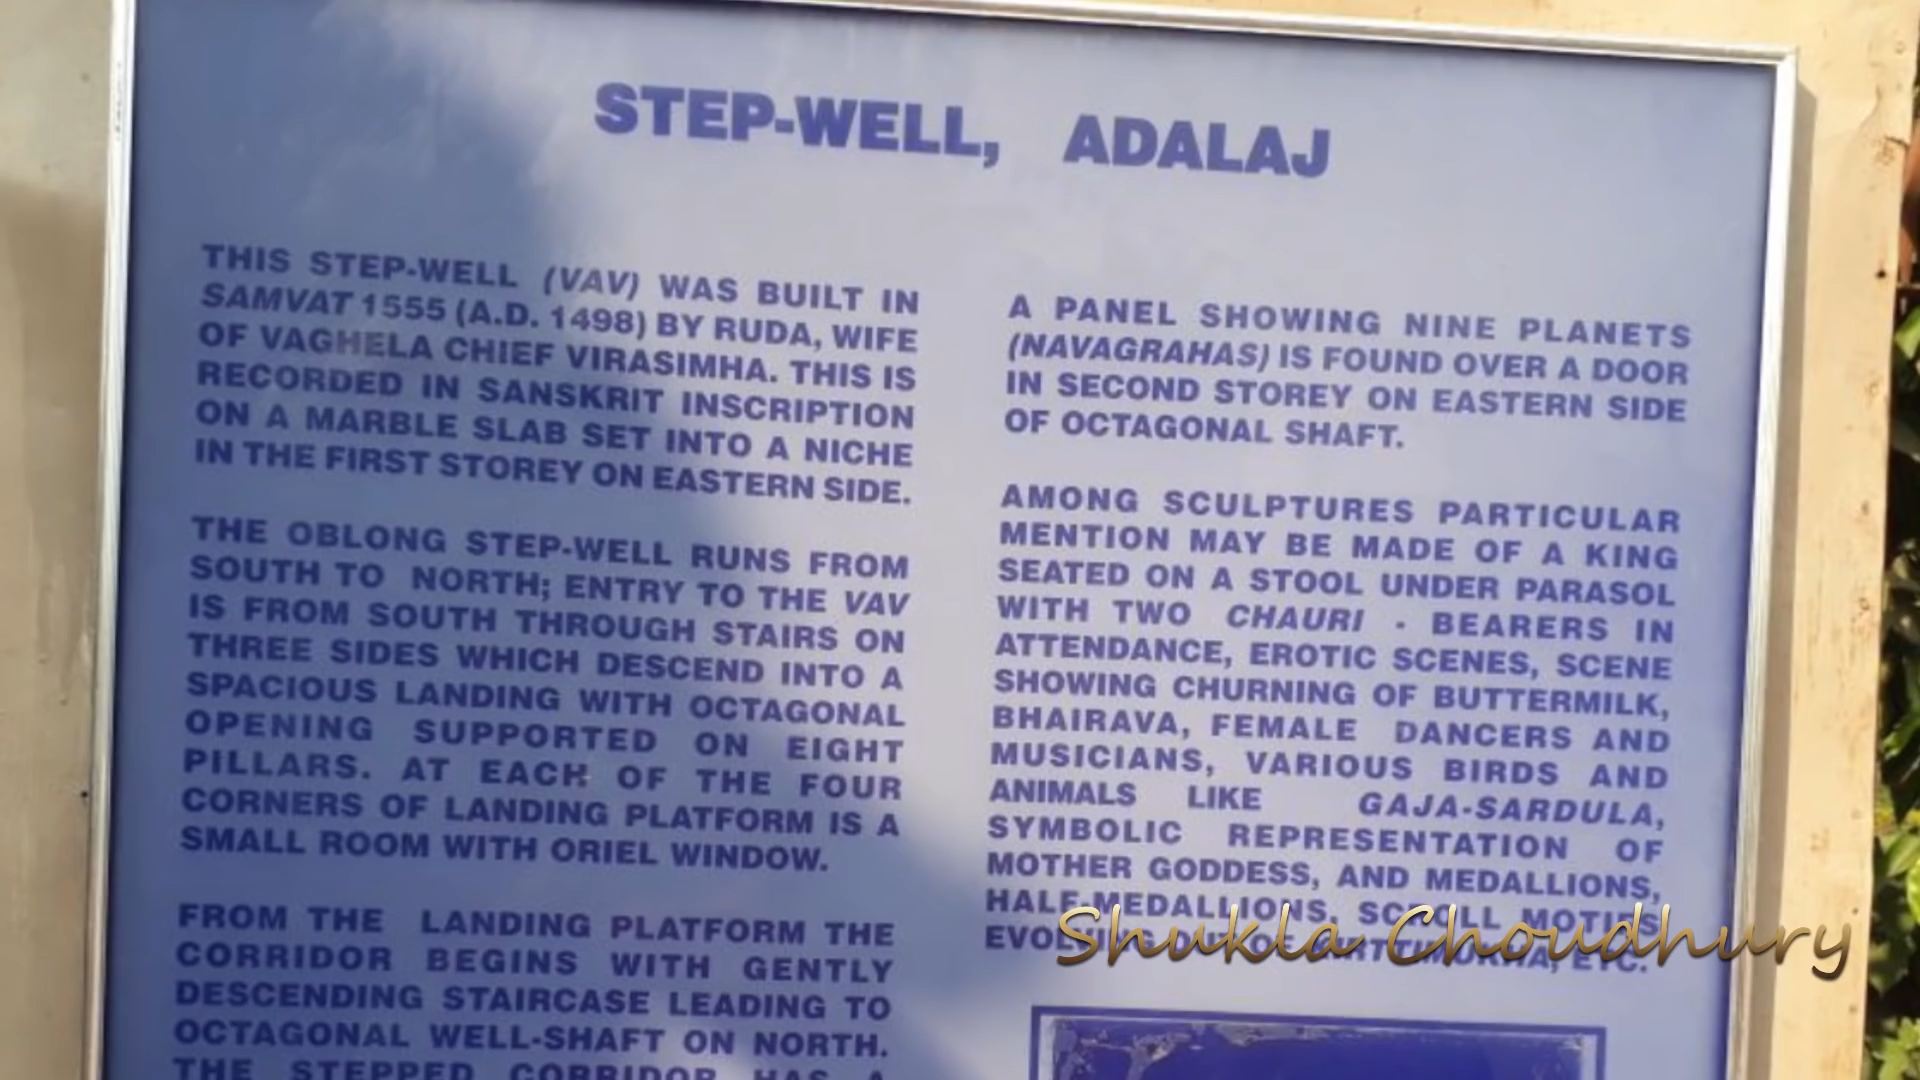 STEP-WELL, ADALAJ
THIS STEP-WELL (VAV) WAS BUILT IN
SAMVAT 1555 (A.D. 1498) BY RUDA, WIFE
OF VAGHELA CHIEF VIRASIMHA. THIS IS
RECORDED IN SANSKRIT INSCRIPTION
ON A MARBLE SLAB SET INTO A NICHE
IN THE FIRST STOREY ON EASTERN SIDE.
THE OBLONG STEP-WELL RUNS FROM
SOUTH TO NORTH; ENTRY TO THE VAV
IS FROM SOUTH THROUGH STAIRS ON
THREE SIDES WHICH DESCEND INTO A
SPACIOUS LANDING WITH OCTAGONAL
OPENING SUPPORTED ON EIGHT
PILLARS. AT EACH OF THE FOUR
CORNERS OF LANDING PLATFORM IS A
SMALL ROOM WITH ORIEL WINDOW.
FROM THE LANDING PLATFORM THE
CORRIDOR BEGINS WITH GENTLY
DESCENDING STAIRCASE LEADING TO
OCTAGONAL WELL-SHAFT ON NORTH.
THE STEPPED CORRIDOR HAS A
A PANEL SHOWING NINE PLANETS
(NAVAGRAHAS) IS FOUND OVER A DOOR
IN SECOND STOREY ON EASTERN SIDE
OF OCTAGONAL SHAFT.
AMONG SCULPTURES PARTICULAR
MENTION MAY BE MADE OF A KING
SEATED ON A STOOL UNDER PARASOL
WITH TWO CHAURI - BEARERS IN
ATTENDANCE, EROTIC SCENES, SCENE
SHOWING CHURNING OF BUTTERMILK,
BHAIRAVA, FEMALE DANCERS AND
MUSICIANS, VARIOUS BIRDS AND
ANIMALS LIKE GAJA-SARDULA,
SYMBOLIC REPRESENTATION OF
MOTHER GODDESS, AND MEDALLIONS,
HALF-MEDALLIONS, SCROLL MOTIFS
EVOLVING OUT OF KIRTTIMUKHA, ETC.
Shukla Choudhury